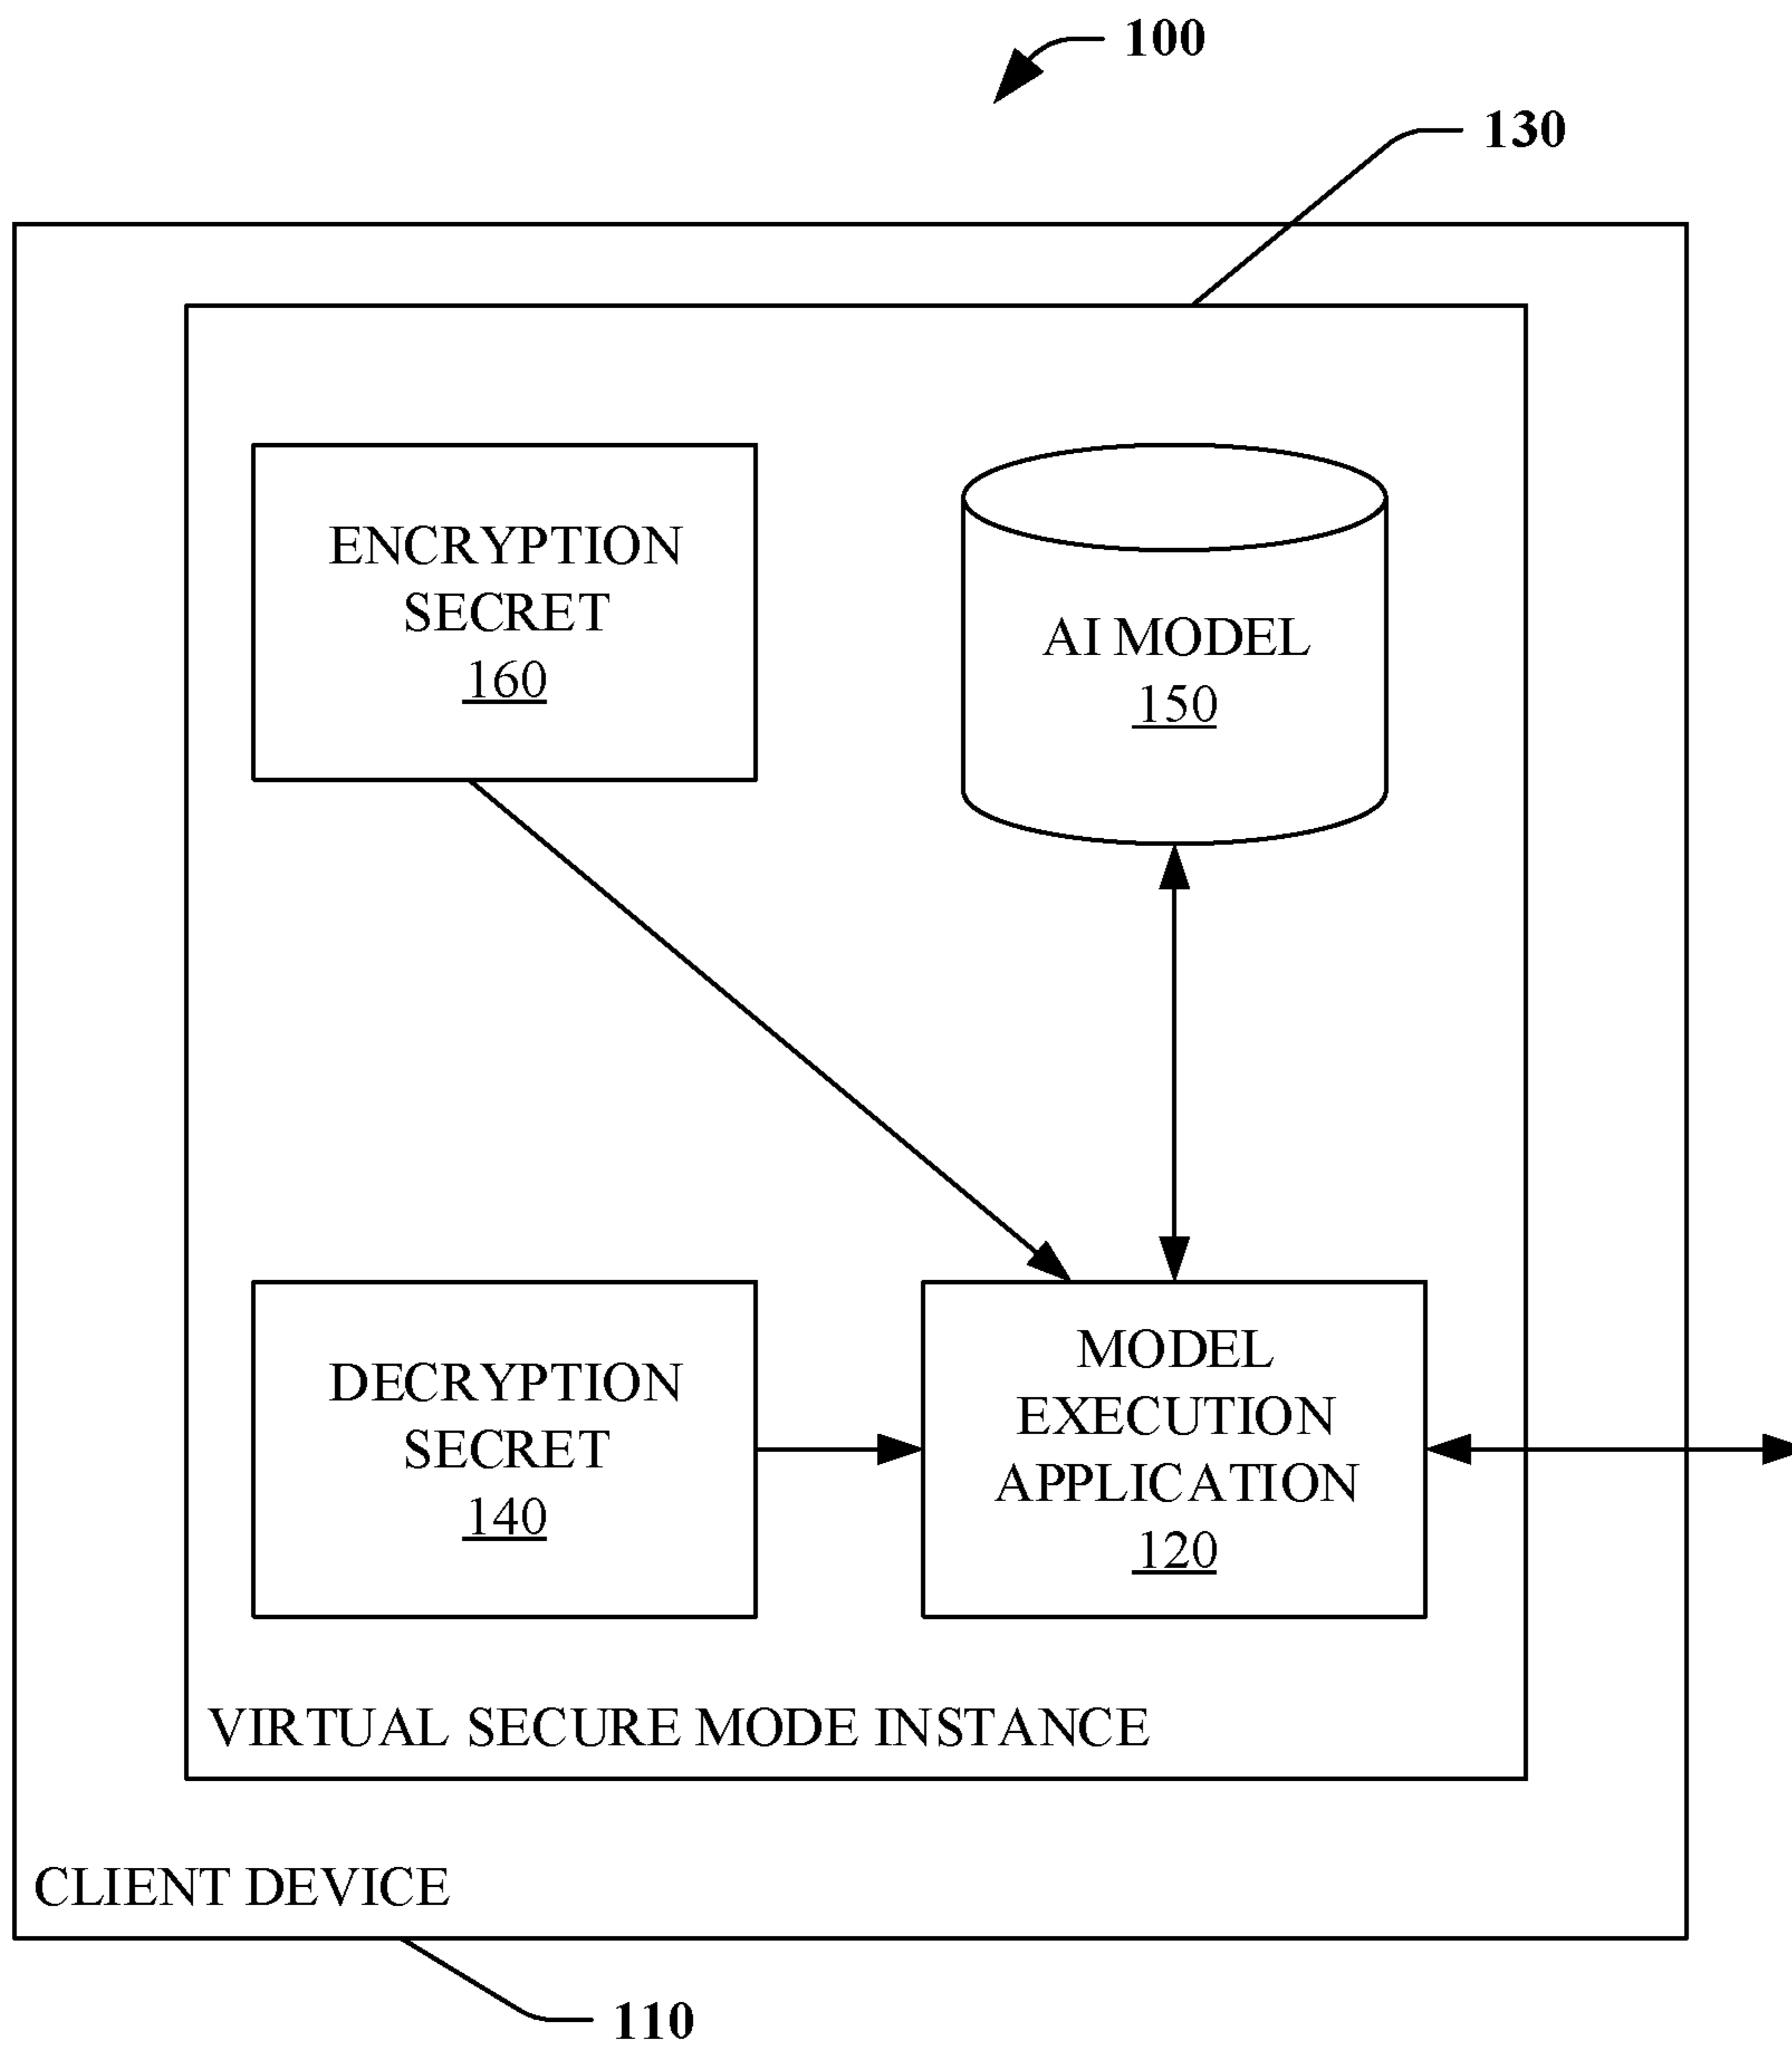 100
130
ENCRYPTION
SECRET
160
AI MODEL
150
DECRYPTION
SECRET
140
MODEL
EXECUTION
APPLICATION
120
VIRTUAL SECURE MODE INSTANCE
CLIENT DEVICE
110